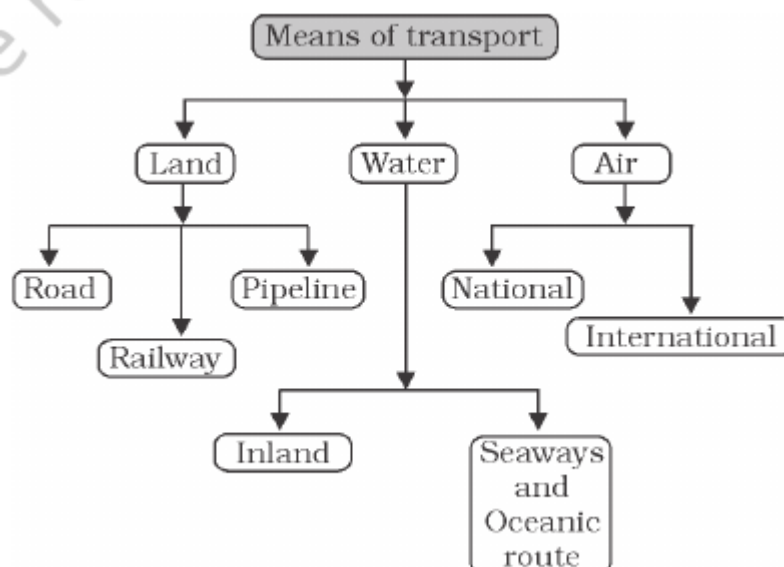 Means of transport
Land
Water
Air
Road
Pipeline
National
Railway
International
Inland
Seaways
and
Oceanic
route